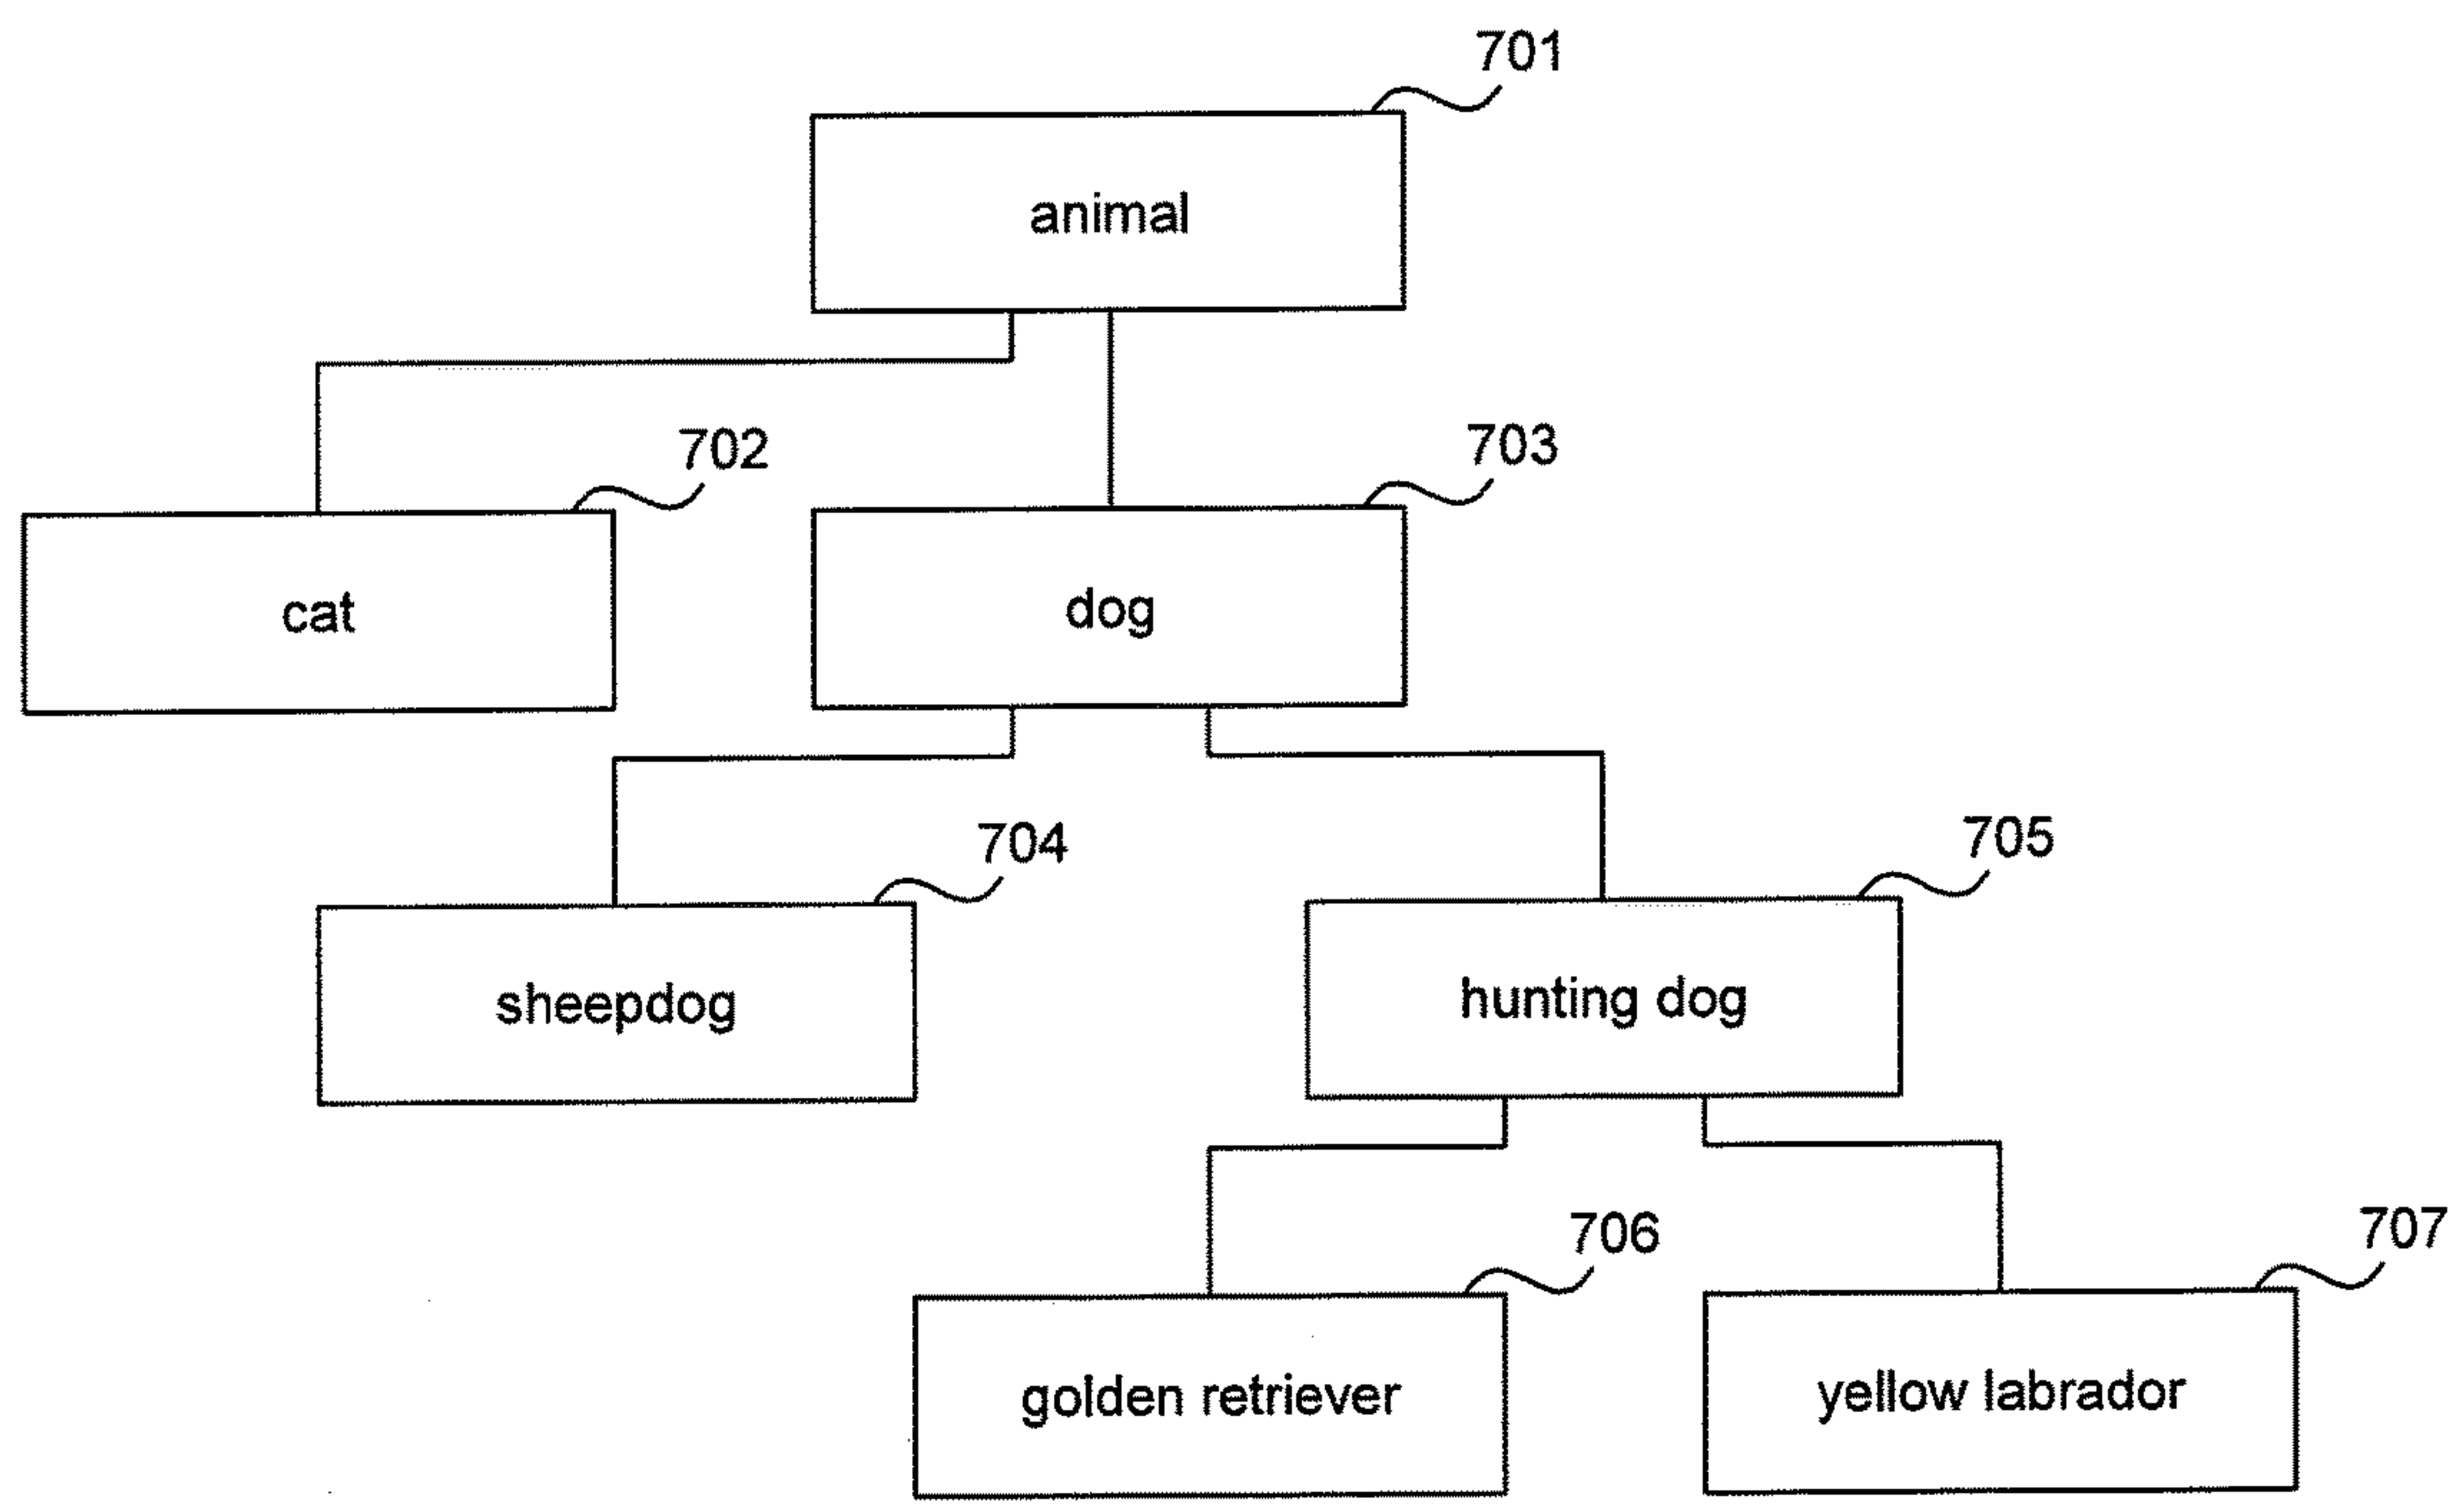 701
animal
702
703
cat
dog
704
705
sheepdog
hunting dog
706
707
golden retriever
yellow labrador